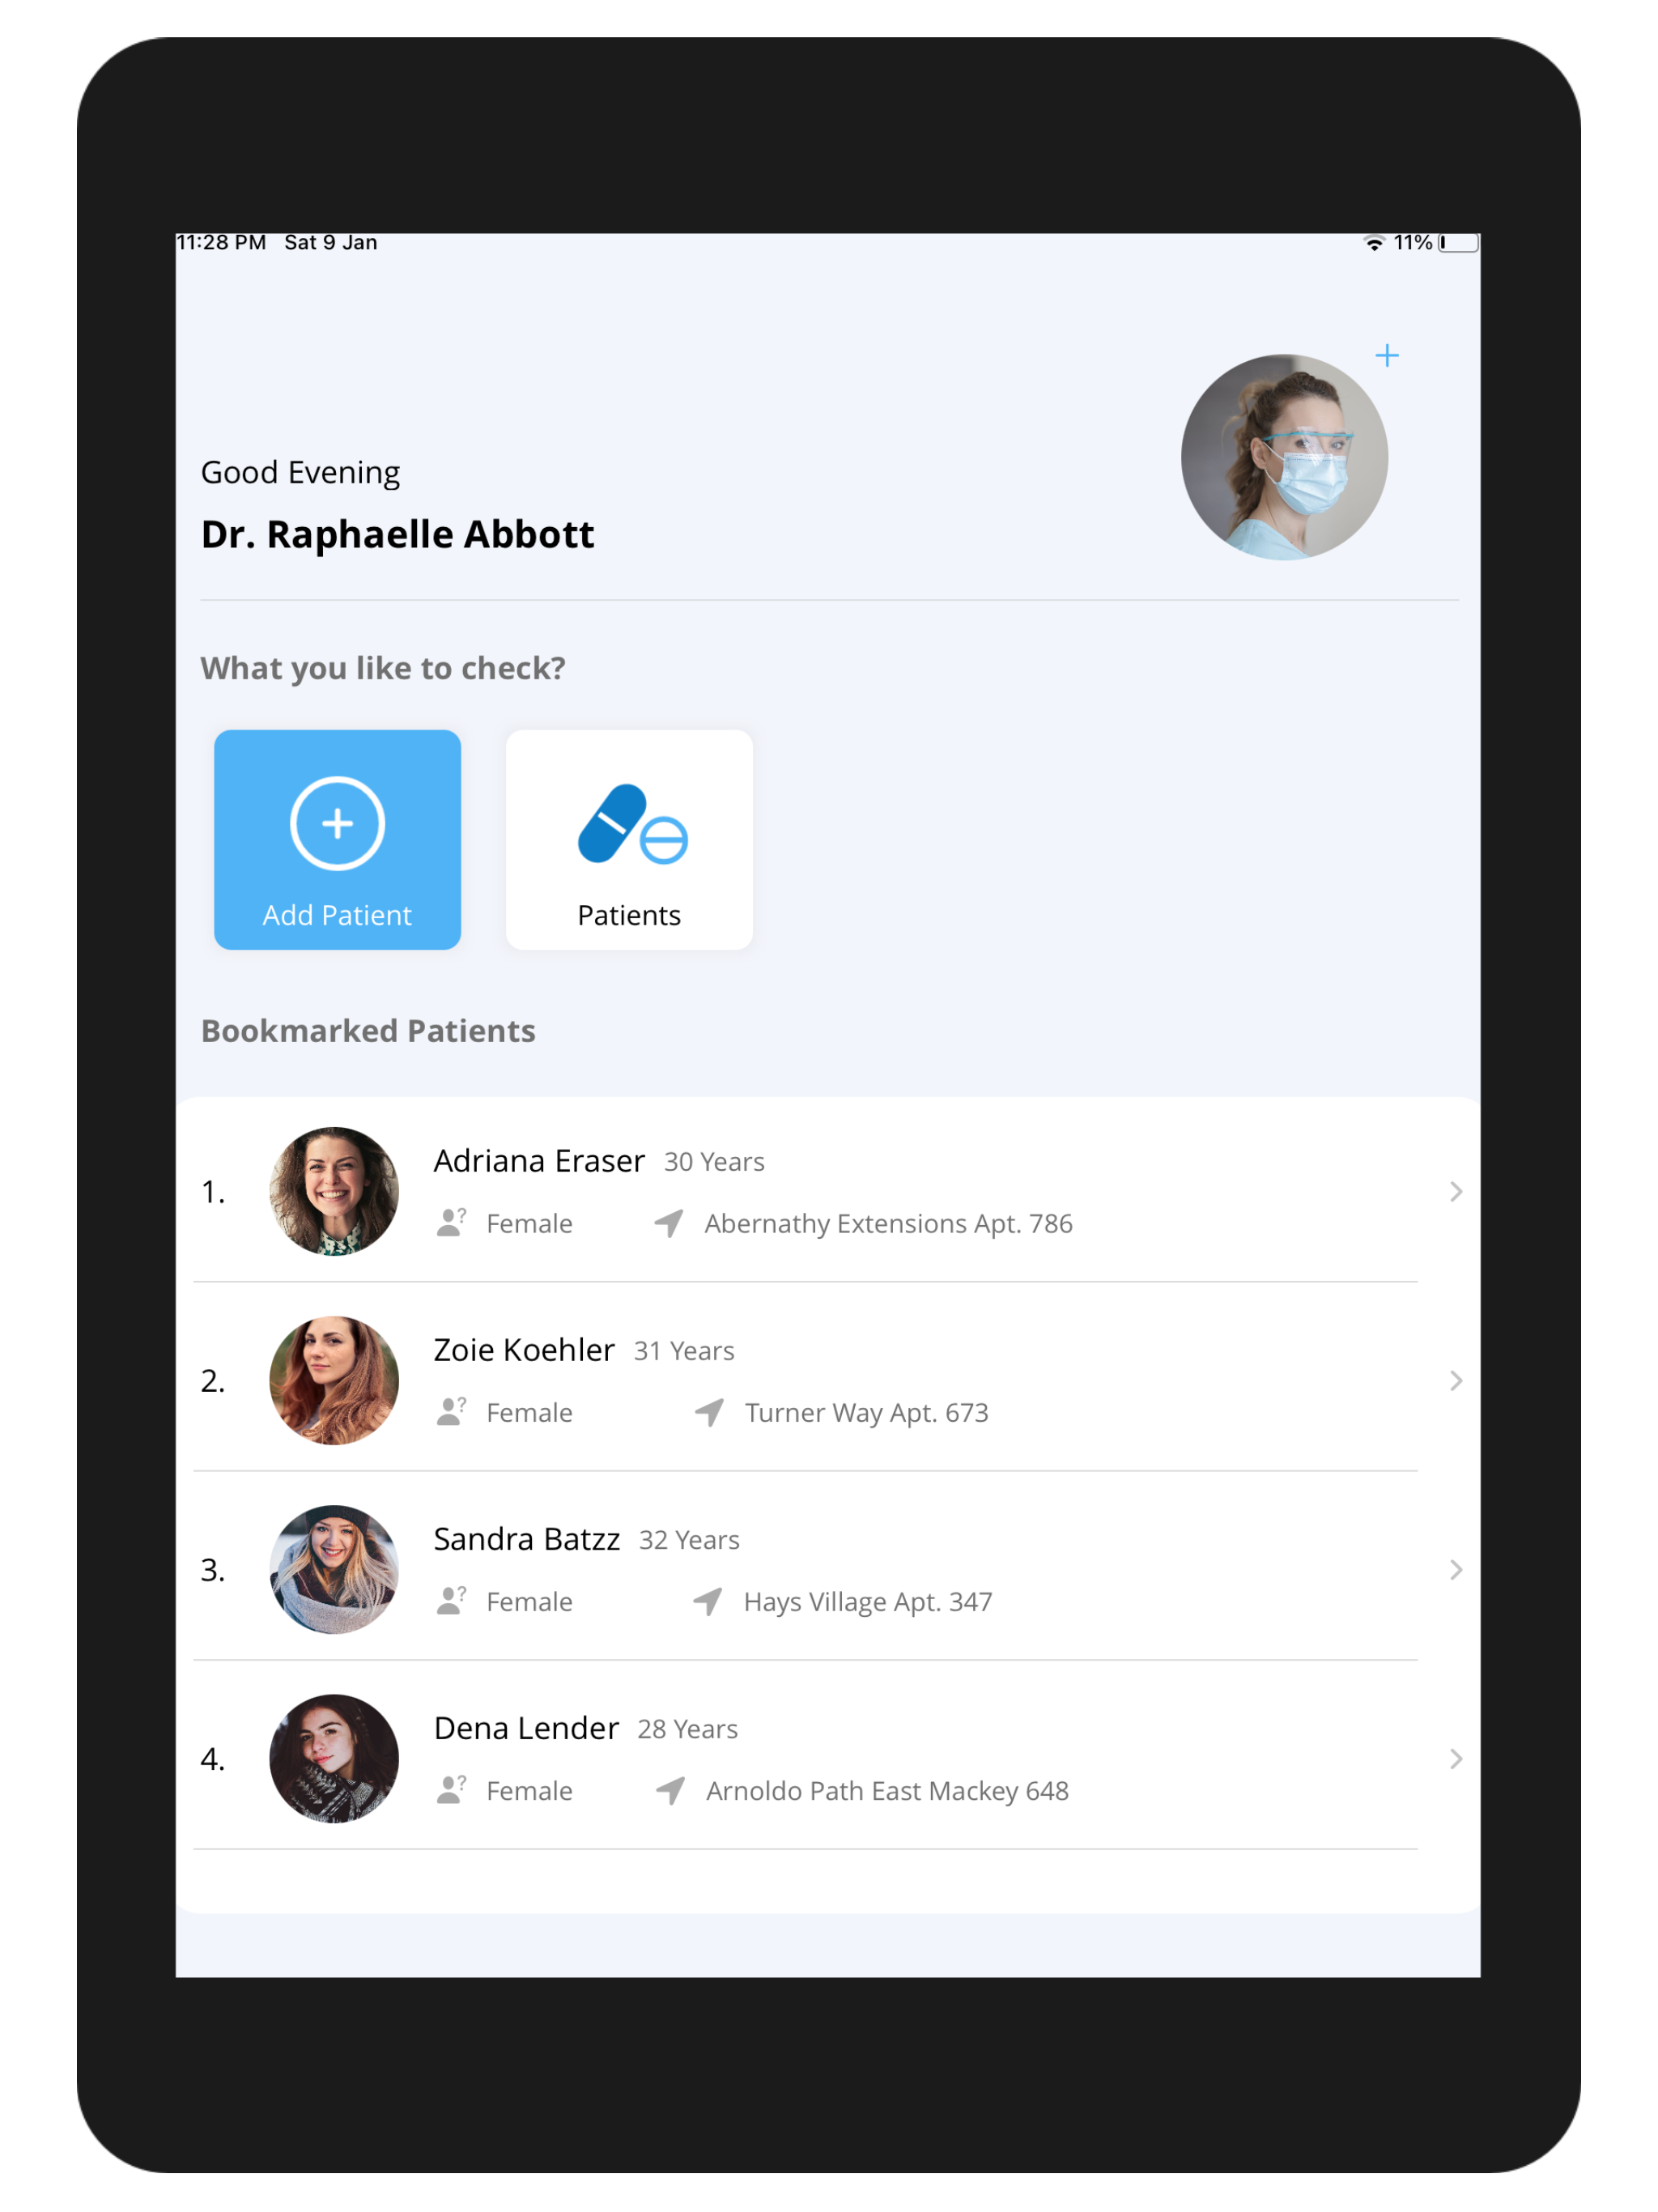 11:28 PM Sat 9 Jan 11%
Good Evening
Dr. Raphaelle Abbott
What you like to check?
Add Patient Patients
Bookmarked Patients
1. Adriana Eraser 30 Years
Female Abernathy Extensions Apt. 786
2. Zoie Koehler 31 Years
Female Turner Way Apt. 673
3. Sandra Batzz 32 Years
Female Hays Village Apt. 347
4. Dena Lender 28 Years
Female Arnoldo Path East Mackey 648